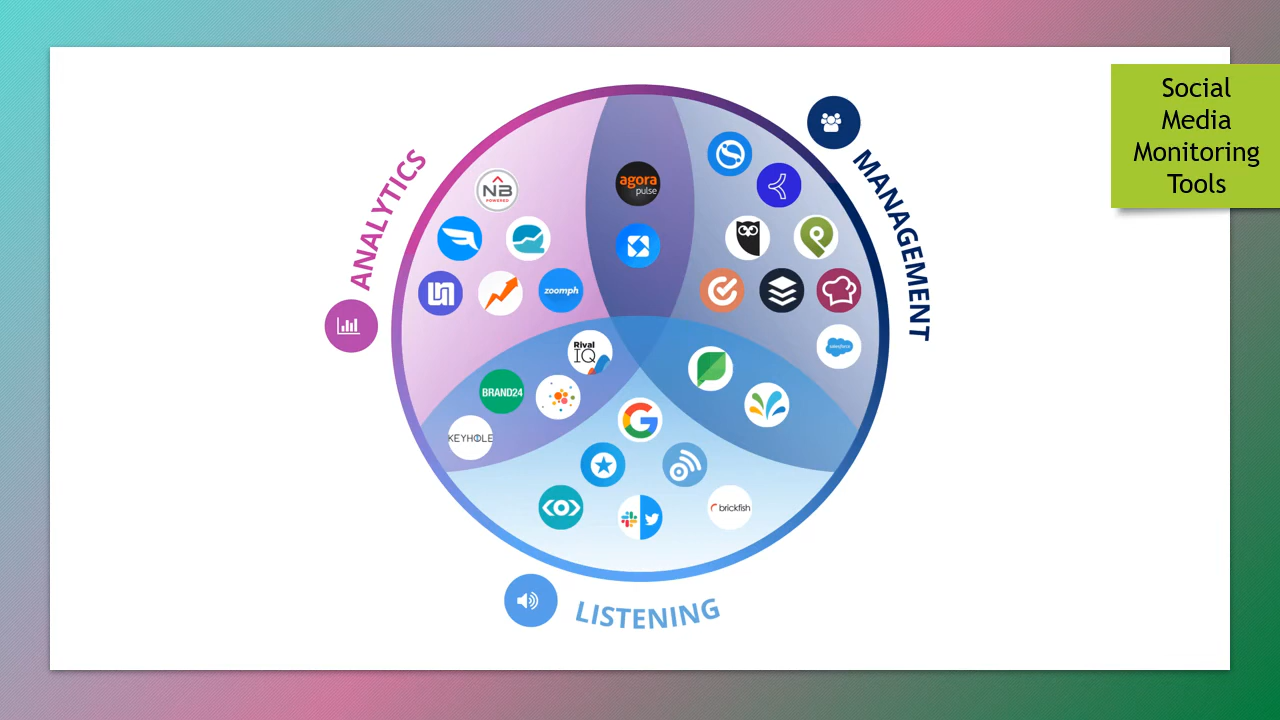 Social
Media
Monitoring
Tools
ANALYTICS
MANAGEMENT
NB
POWERED
agora
pulse
zoomph
Rival
IQ
BRAND24
KEYHOLE
salesforce
G
brickfish
LISTENING